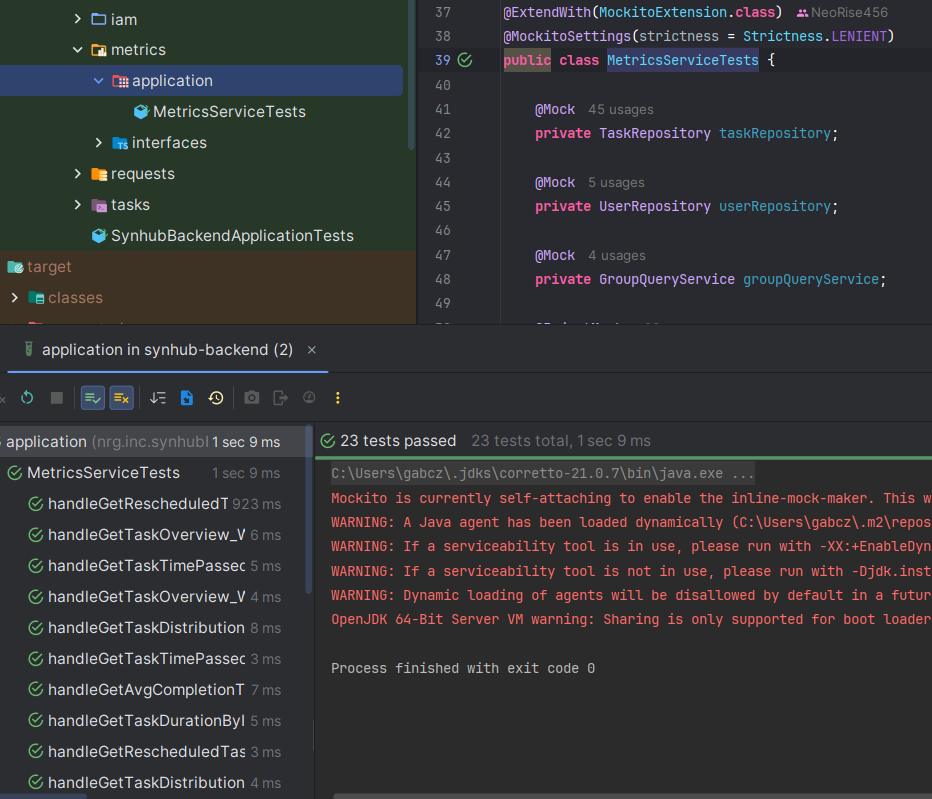 iam
metrics
application
MetricsServiceTests
interfaces
requests
tasks
SynhubBackendApplicationTests
target
classes
37 @ExtendWith(MockitoExtension.class) NeoRise456
38 @MockitoSettings(strictness = Strictness.LENIENT)
39 public class MetricsServiceTests {
40
41 @Mock 45 usages
42 private TaskRepository taskRepository;
43
44 @Mock 5 usages
45 private UserRepository userRepository;
46
47 @Mock 4 usages
48 private GroupQueryService groupQueryService;
49
application in synhub-backend (2)
application (nrg.inc.synhubl 1 sec 9 ms
MetricsServiceTests 1 sec 9 ms
handleGetRescheduledT 923 ms
handleGetTaskOverview_V 6 ms
handleGetTaskTimePassed 5 ms
handleGetTaskOverview_V 4 ms
handleGetTaskDistribution 8 ms
handleGetTaskTimePassed 3 ms
handleGetAvgCompletionT 7 ms
handleGetTaskDurationByI 5 ms
handleGetRescheduledTas 3 ms
handleGetTaskDistribution 4 ms
23 tests passed 23 tests total, 1 sec 9 ms
C:\Users\gabcz\.jdks\corretto-21.0.7\bin\java.exe ...
Mockito is currently self-attaching to enable the inline-mock-maker. This w
WARNING: A Java agent has been loaded dynamically (C:\Users\gabcz\.m2\repos
WARNING: If a serviceability tool is in use, please run with -XX:+EnableDyn
WARNING: If a serviceability tool is not in use, please run with -Djdk.inst
WARNING: Dynamic loading of agents will be disallowed by default in a futur
OpenJDK 64-Bit Server VM warning: Sharing is only supported for boot loader
Process finished with exit code 0